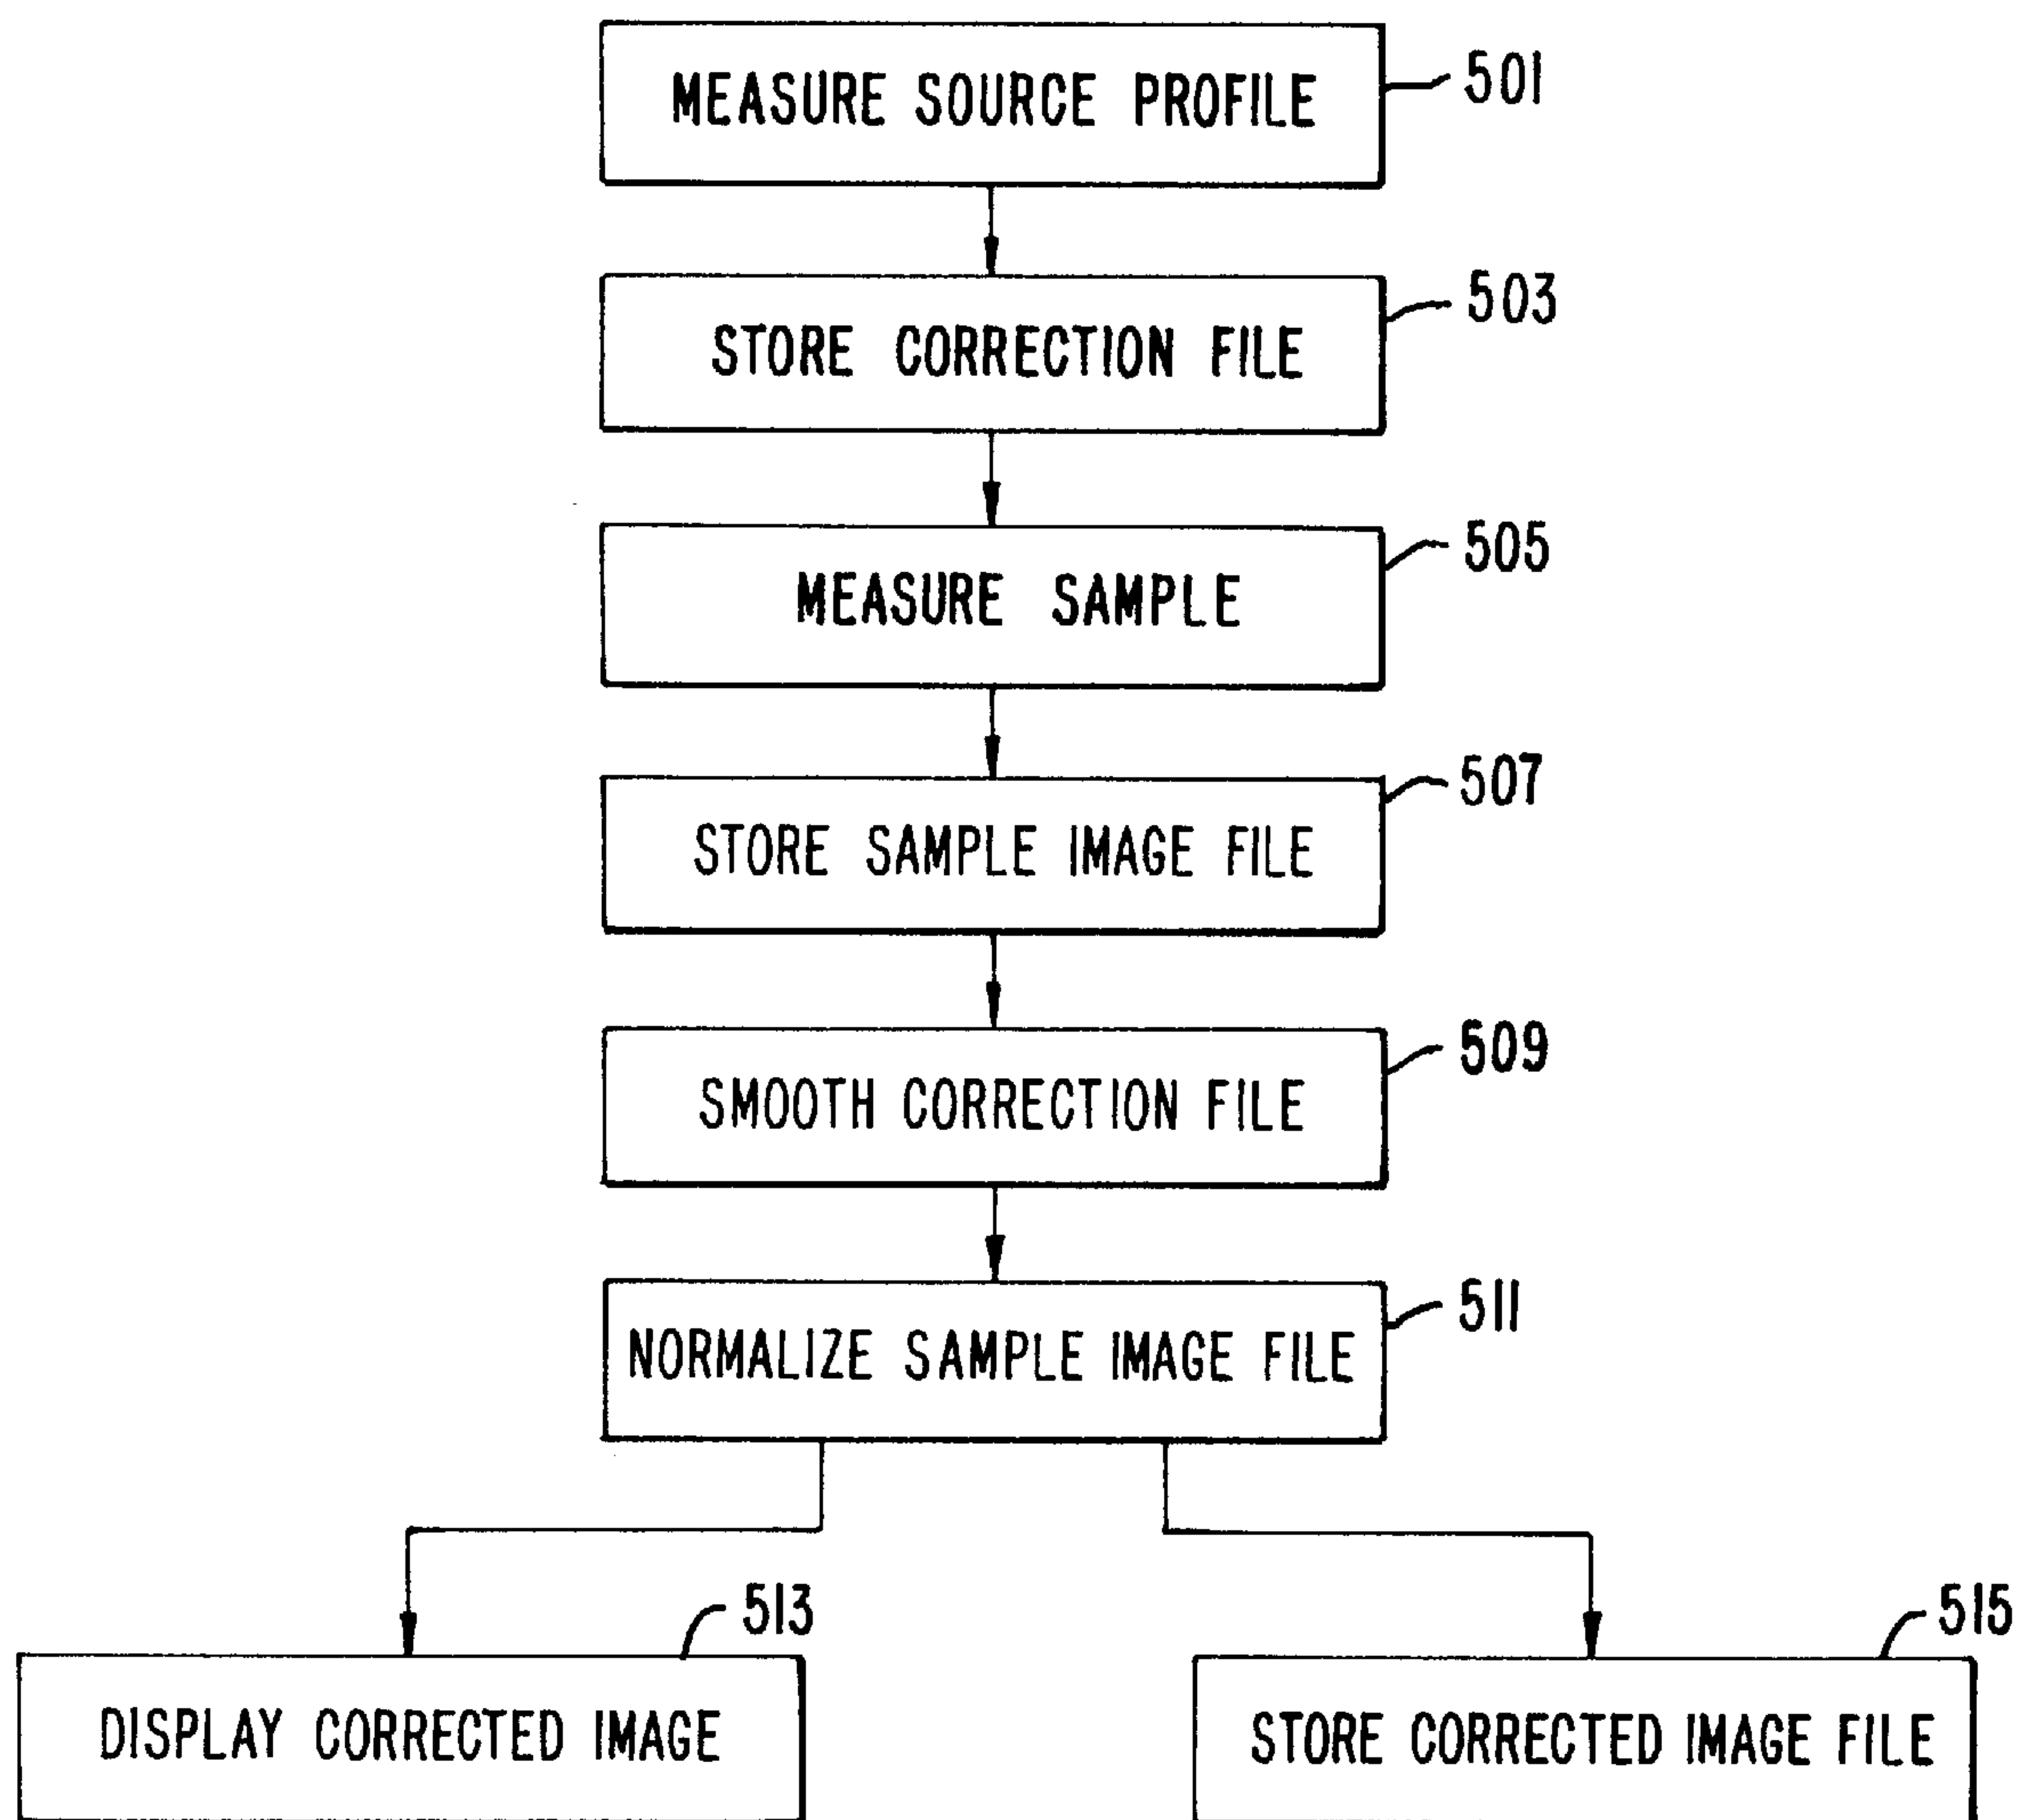 MEASURE SOURCE PROFILE
501
STORE CORRECTION FILE
503
MEASURE SAMPLE
505
STORE SAMPLE IMAGE FILE
507
SMOOTH CORRECTION FILE
509
NORMALIZE SAMPLE IMAGE FILE
511
DISPLAY CORRECTED IMAGE
513
STORE CORRECTED IMAGE FILE
515